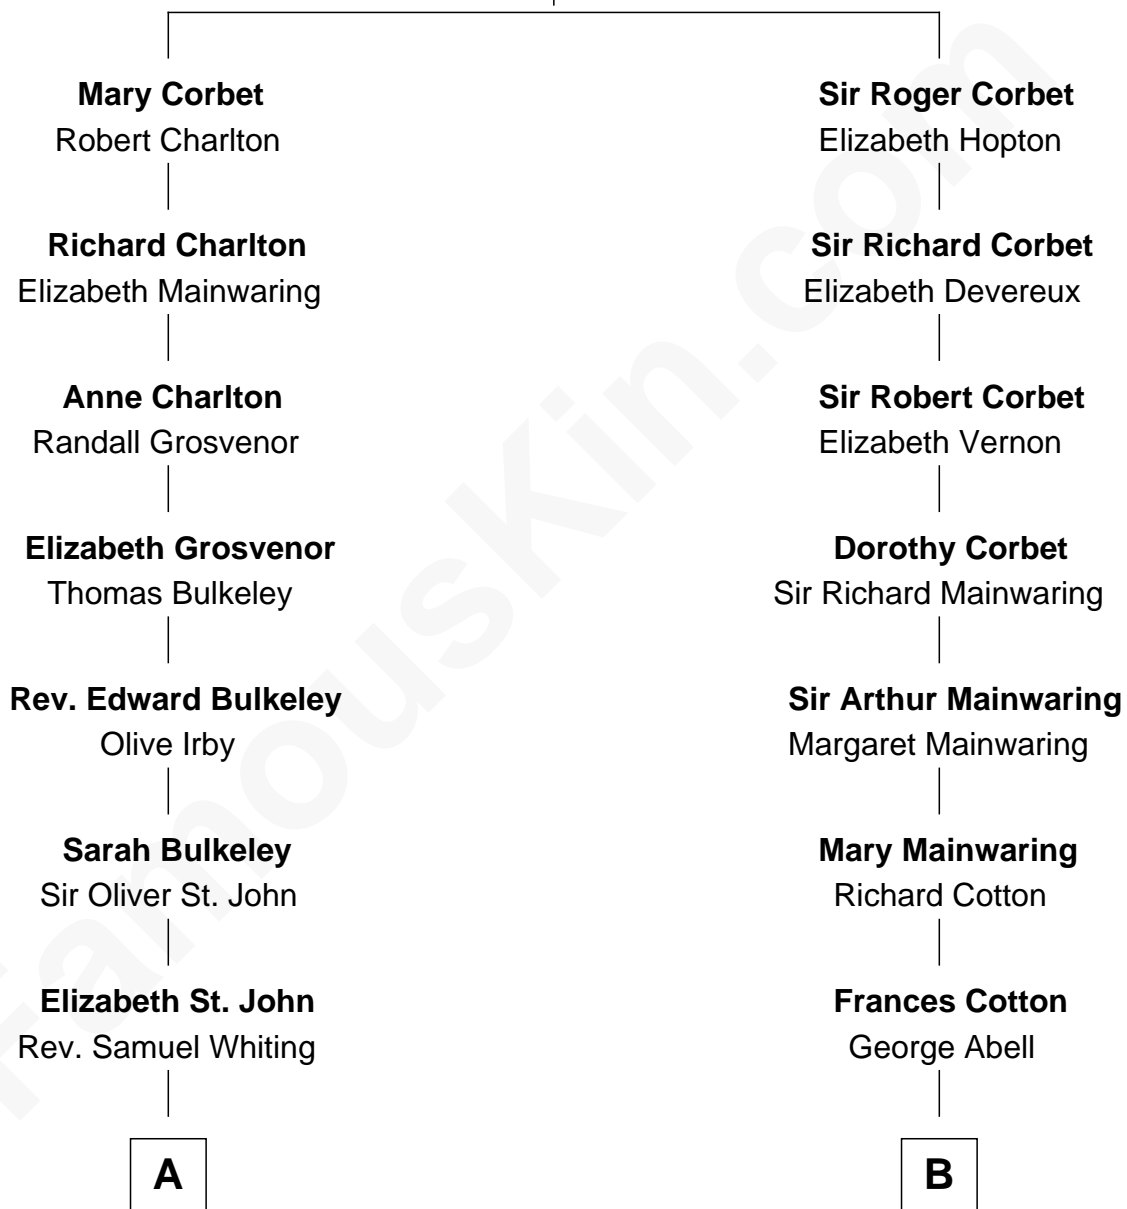 Mary Corbet
Robert Charlton
Sir Roger Corbet
Elizabeth Hopton
Richard Charlton
Elizabeth Mainwaring
Sir Richard Corbet
Elizabeth Devereux
Anne Charlton
Randall Grosvenor
Sir Robert Corbet
Elizabeth Vernon
Elizabeth Grosvenor
Thomas Bulkeley
Dorothy Corbet
Sir Richard Mainwaring
Rev. Edward Bulkeley
Olive Irby
Sir Arthur Mainwaring
Margaret Mainwaring
Sarah Bulkeley
Sir Oliver St. John
Mary Mainwaring
Richard Cotton
Elizabeth St. John
Rev. Samuel Whiting
Frances Cotton
George Abell
A
B
FamousKin.com